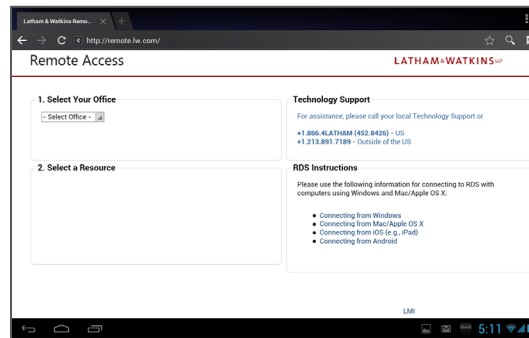 Latham & Watkins Remo...
http://remote.lw.com/
Remote Access
LATHAM&WATKINS LLP
1. Select Your Office
- Select Office -
2. Select a Resource
Technology Support
For assistance, please call your local Technology Support or
+1.866.4LATHAM (452.8426) - US
+1.213.891.7189 - Outside of the US
RDS Instructions
Please use the following information for connecting to RDS with
computers using Windows and Mac/Apple OS X:
Connecting from Windows
Connecting from Mac/Apple OS X
Connecting from iOS (e.g., iPad)
Connecting from Android
LMI
5:11